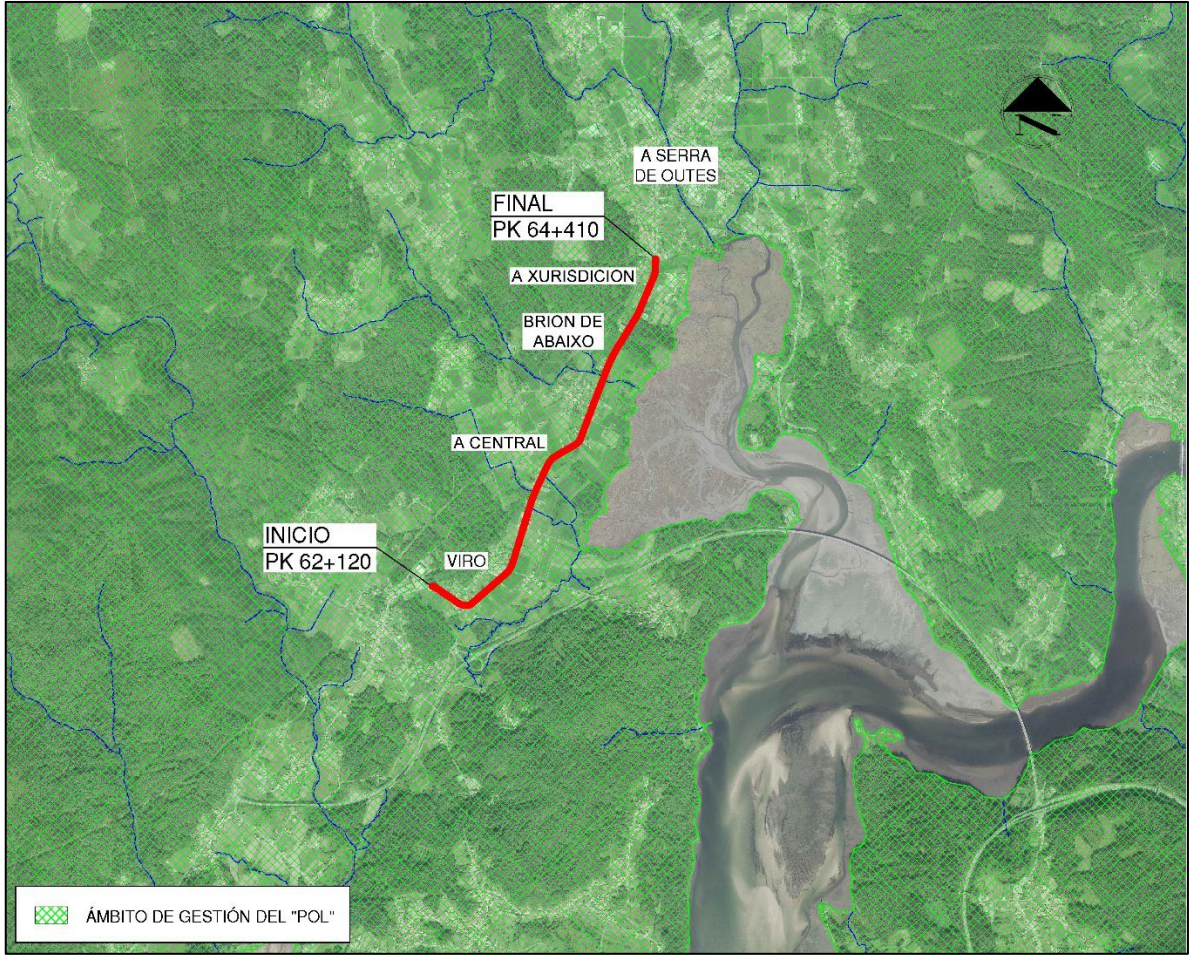 A SERRA
DE OUTES
FINAL
PK 64+410
A XURISDICION
BRION DE
ABAIXO
A CENTRAL
INICIO
PK 62+120
VIRO
ÁMBITO DE GESTIÓN DEL "POL"